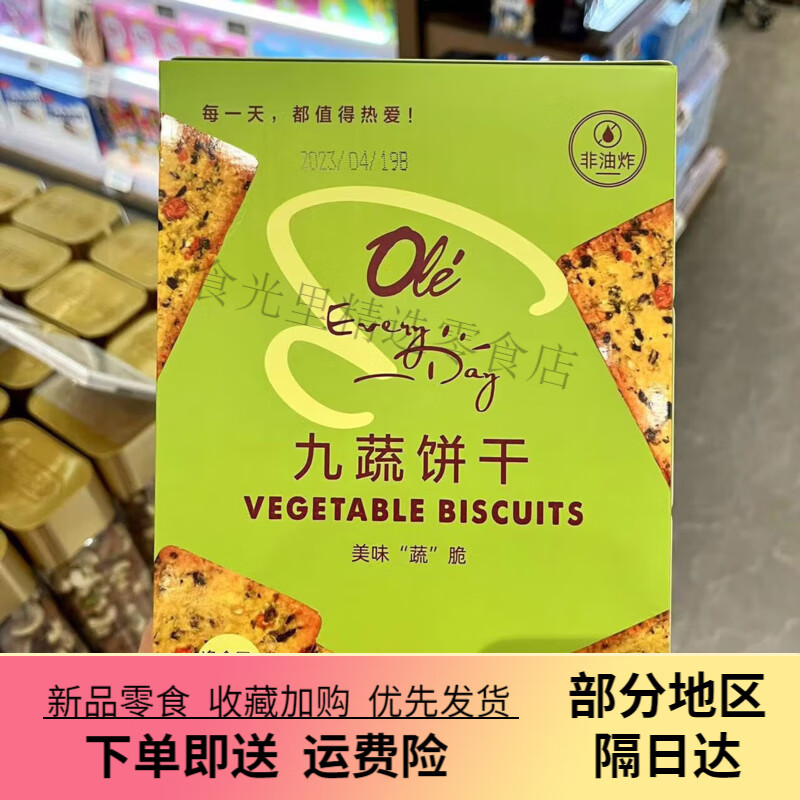 每一天，都值得热爱！
非油炸
2023/04/19B
Olé
Every
Day
食光里精选零食店
九蔬饼干
VEGETABLE BISCUITS
美味“蔬”脆
新品零食 收藏加购 优先发货
下单即送 运费险
部分地区
隔日达